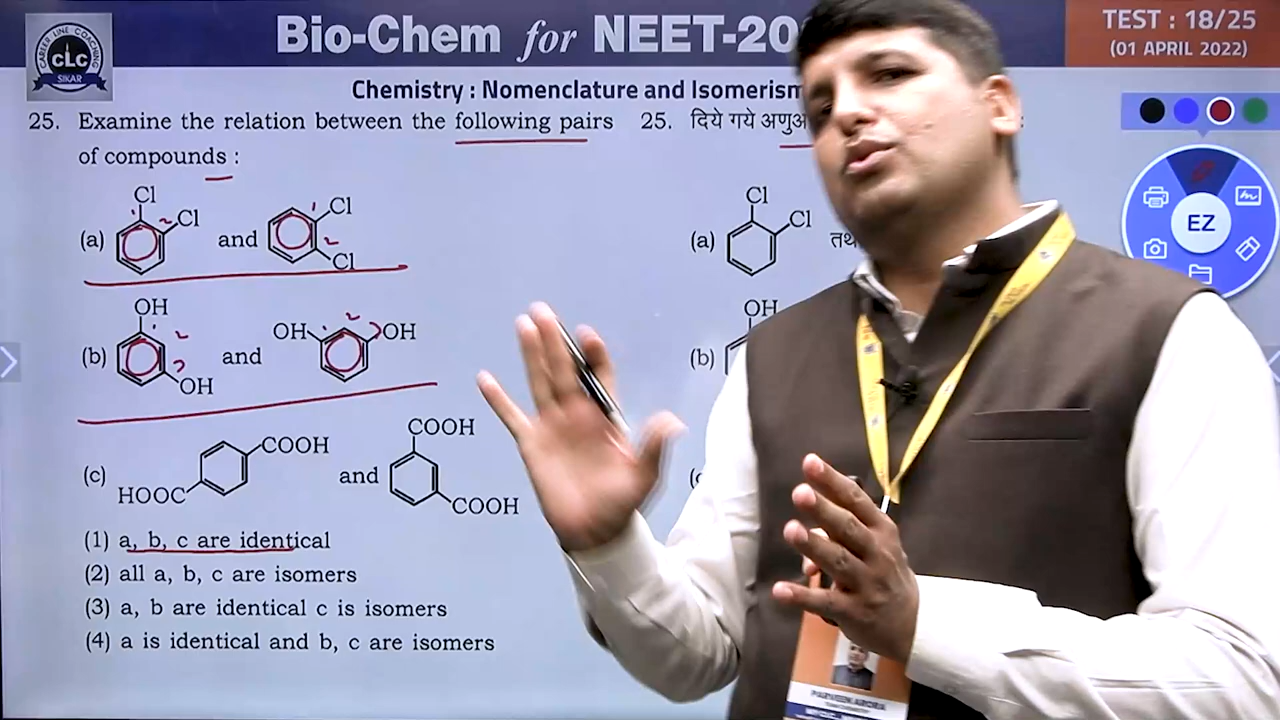 CAREER LINE COACHING
CLC
SIKAR
Bio-Chem for NEET-20
TEST : 18/25
(01 APRIL 2022)
Chemistry : Nomenclature and Isomerism
25. Examine the relation between the following pairs
of compounds :
Cl
Cl
(a)
and
Cl
Cl
OH
(b)
OH
and
OH
OH
(c)
COOH
HOOC
and
COOH
COOH
(1) a, b, c are identical
(2) all a, b, c are isomers
(3) a, b are identical c is isomers
(4) a is identical and b, c are isomers
25. दिये गये
Cl
Cl
(a)
OH
(b)
EZ
PARVEEN ARORA